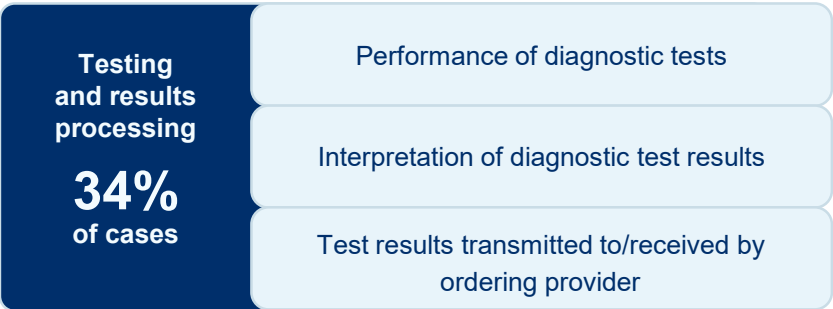 Testing
and results
processing
34%
of cases
Performance of diagnostic tests
Interpretation of diagnostic test results
Test results transmitted to/received by
ordering provider